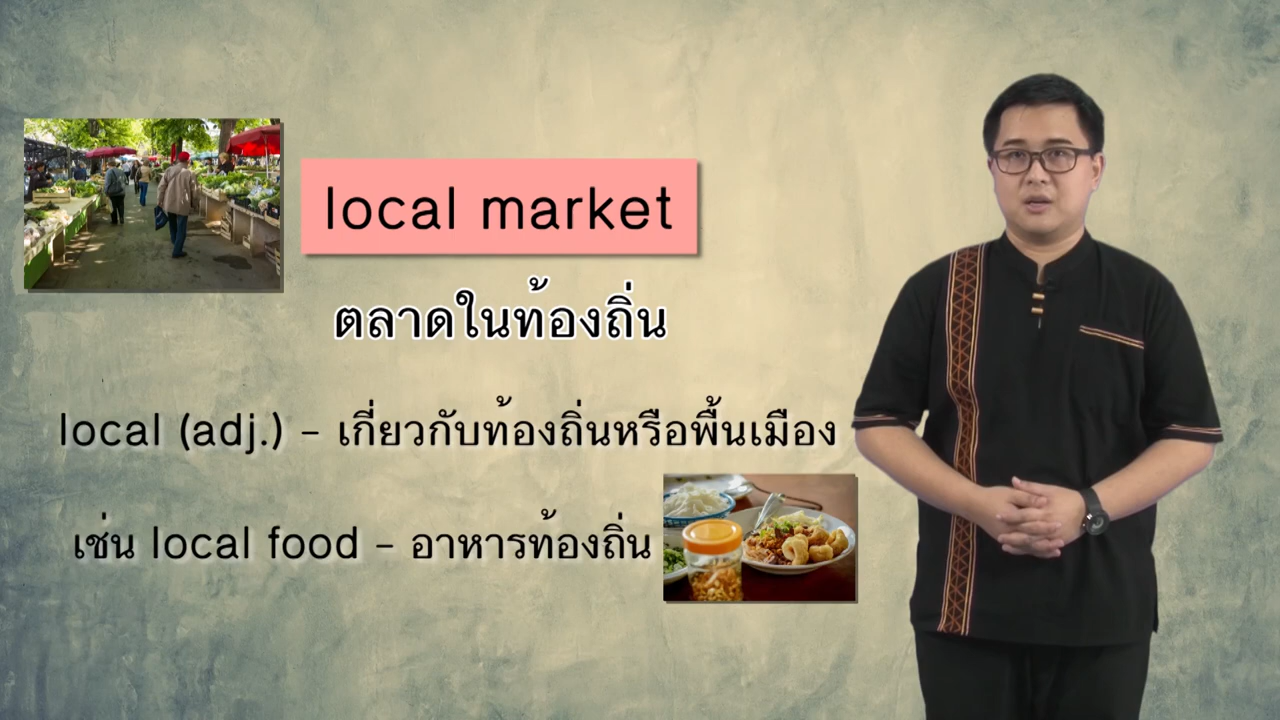 local market
ตลาดในท้องถิ่น
local (adj.) - เกี่ยวกับท้องถิ่นหรือพื้นเมือง
เช่น local food - อาหารท้องถิ่น